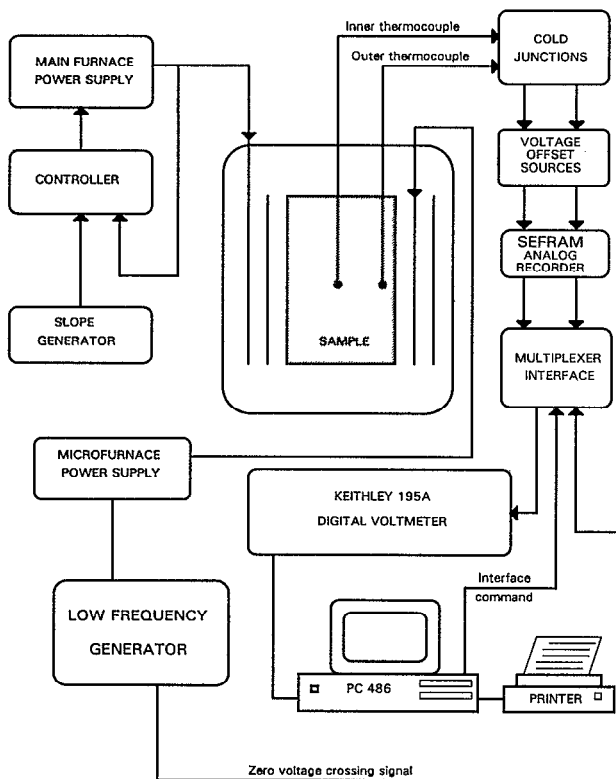 Inner thermocouple
Outer thermocouple
COLD
JUNCTIONS
MAIN FURNACE
POWER SUPPLY
VOLTAGE
OFFSET
SOURCES
CONTROLLER
SEFRAM
ANALOG
RECORDER
SLOPE
GENERATOR
SAMPLE
MULTIPLEXER
INTERFACE
MICROFURNACE
POWER SUPPLY
KEITHLEY 195A
DIGITAL VOLTMETER
LOW FREQUENCY
GENERATOR
Interface
command
PC 486
PRINTER
Zero voltage crossing signal